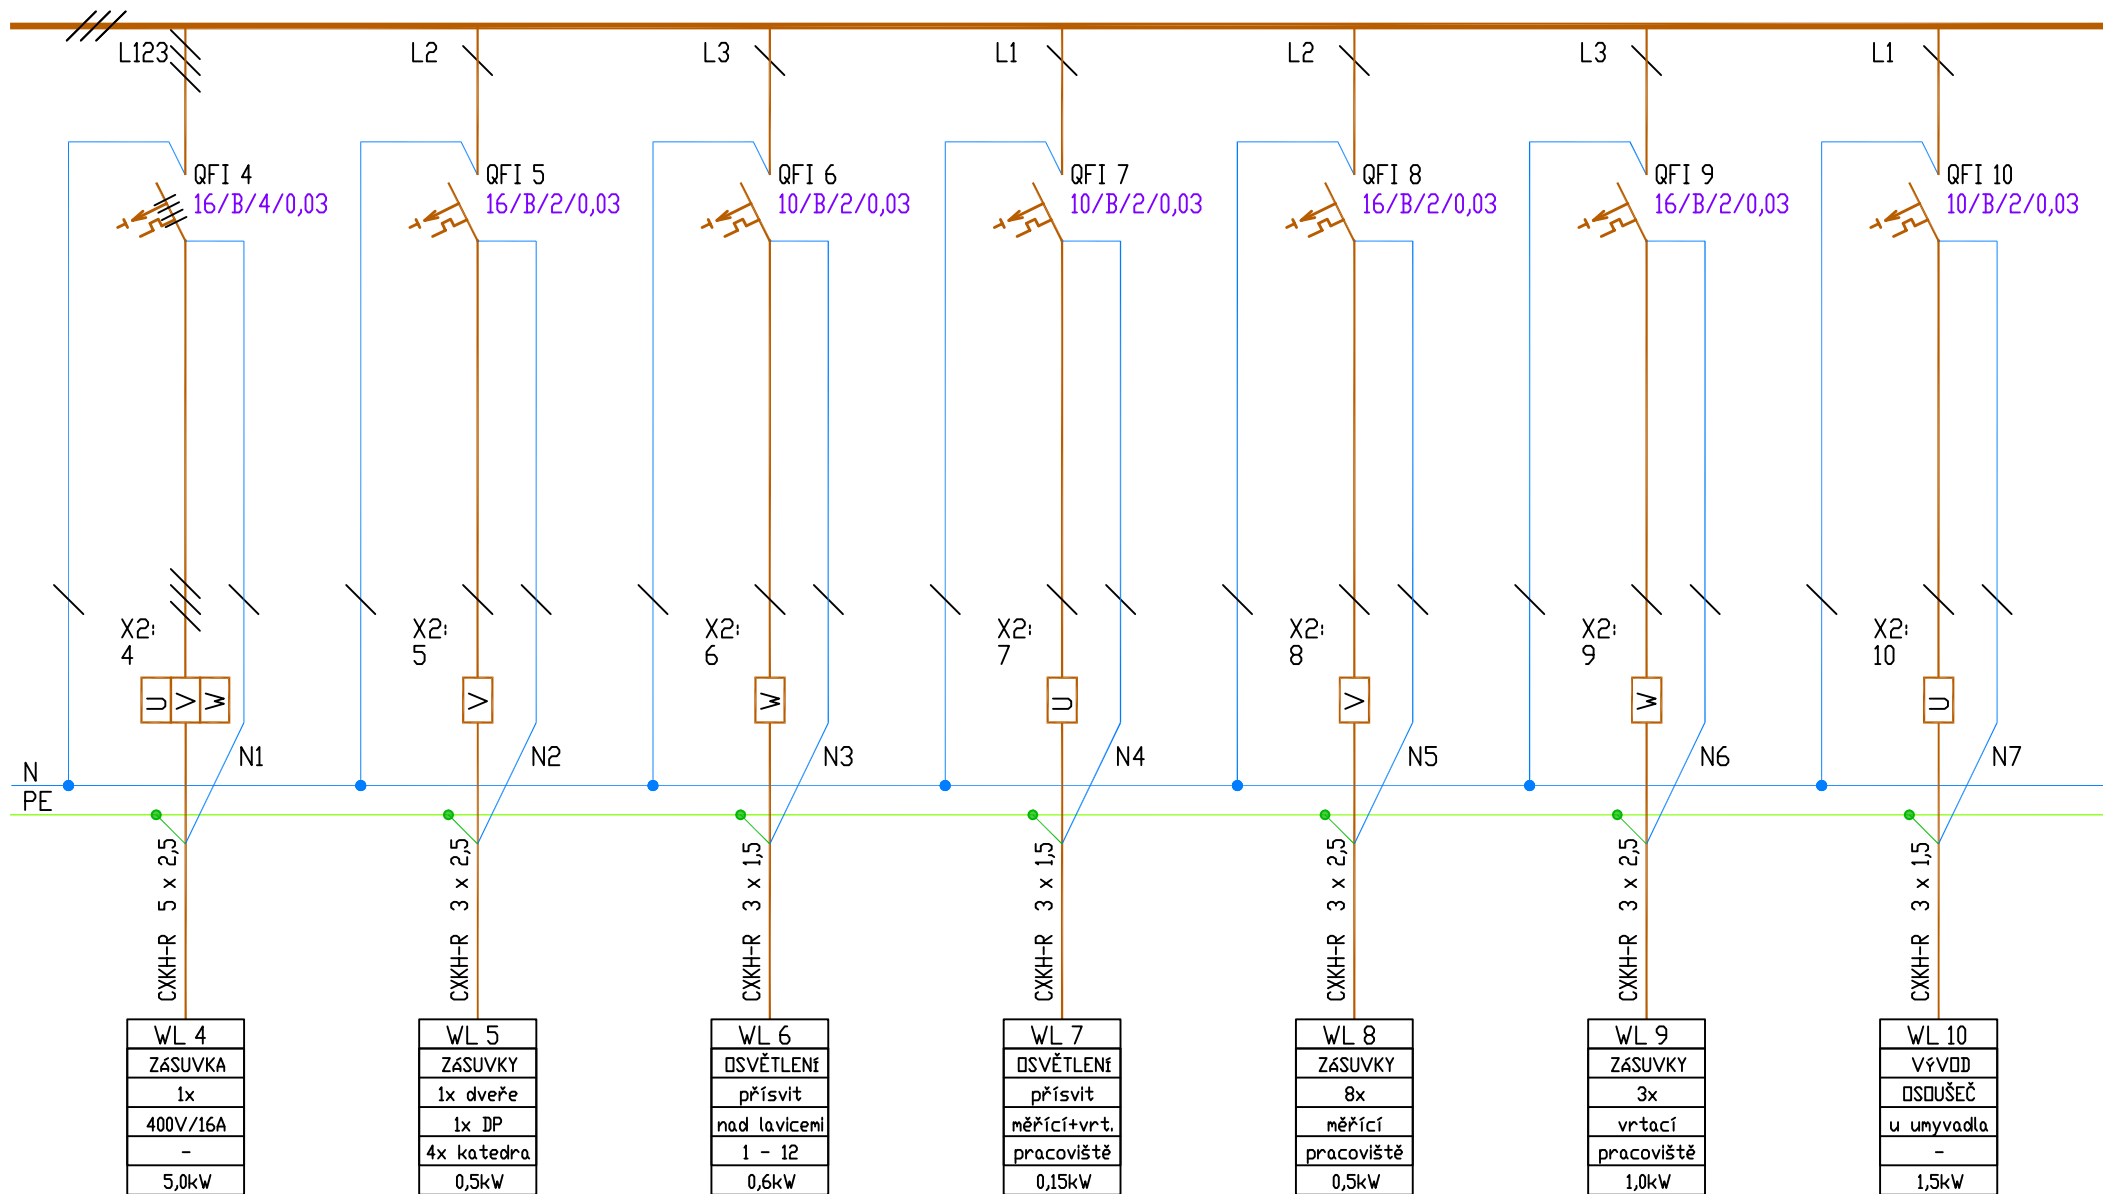 L123 L2 L3 L1 L2 L3 L1
QFI 4 QFI 5 QFI 6 QFI 7 QFI 8 QFI 9 QFI 10
16/B/4/0,03 16/B/2/0,03 10/B/2/0,03 10/B/2/0,03 16/B/2/0,03 16/B/2/0,03 10/B/2/0,03
X2: X2: X2: X2: X2: X2: X2:
4 5 6 7 8 9 10
U V W V W U V W U
N1 N2 N3 N4 N5 N6 N7
N
PE
CXKH-R 5 x 2,5
CXKH-R 3 x 2,5
CXKH-R 3 x 1,5
CXKH-R 3 x 1,5
CXKH-R 3 x 2,5
CXKH-R 3 x 2,5
CXKH-R 3 x 1,5
WL 4
ZÁSUVKA
1x
400V/16A
-
5,0kW
WL 5
ZÁSUVKY
1x dveře
1x DP
4x katedra
0,5kW
WL 6
OSVĚTLENÍ
přísvit
nad lavicemi
1 - 12
0,6kW
WL 7
OSVĚTLENÍ
přísvit
měřící+vrt.
pracoviště
0,15kW
WL 8
ZÁSUVKY
8x
měřící
pracoviště
0,5kW
WL 9
ZÁSUVKY
3x
vrtací
pracoviště
1,0kW
WL 10
VÝVOD
OSOUŠEČ
u umyvadla
-
1,5kW